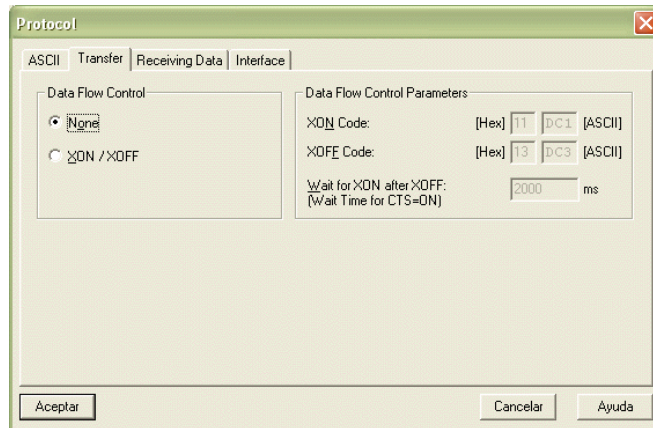 Protocol
ASCII Transfer Receiving Data Interface
Data Flow Control
None
XON / XOFF
Data Flow Control Parameters
XON Code: [Hex] 11 DC1 [ASCII]
XOFF Code: [Hex] 13 DC3 [ASCII]
Wait for XON after XOFF: 2000 ms
(Wait Time for CTS=ON)
Aceptar Cancelar Ayuda